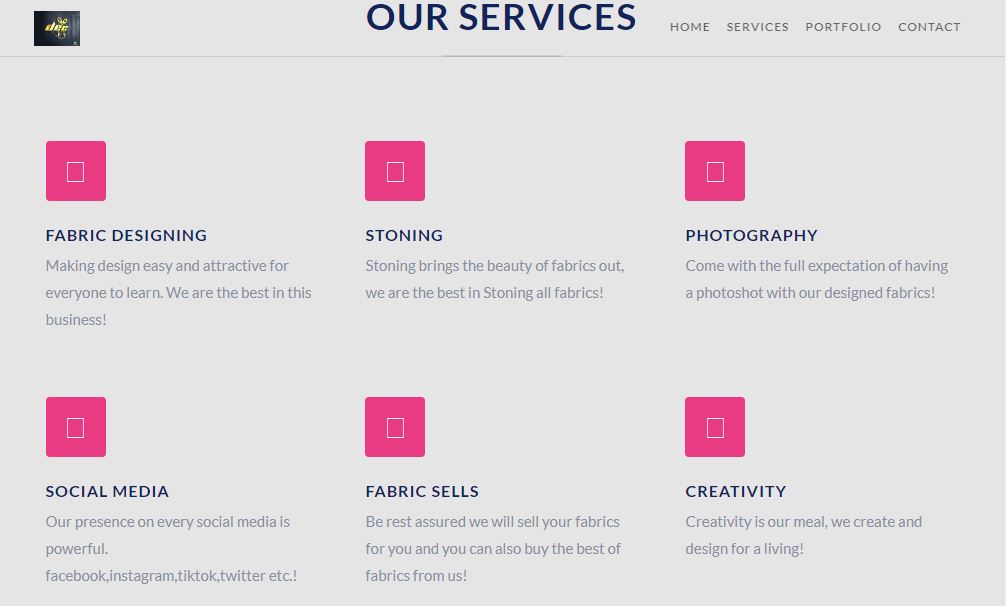 OUR SERVICES
HOME SERVICES PORTFOLIO CONTACT
FABRIC DESIGNING
Making design easy and attractive for
everyone to learn. We are the best in this
business!
STONING
Stoning brings the beauty of fabrics out,
we are the best in Stoning all fabrics!
PHOTOGRAPHY
Come with the full expectation of having
a photoshot with our designed fabrics!
SOCIAL MEDIA
Our presence on every social media is
powerful.
facebook,instagram,tiktok,twitter etc.!
FABRIC SELLS
Be rest assured we will sell your fabrics
for you and you can also buy the best of
fabrics from us!
CREATIVITY
Creativity is our meal, we create and
design for a living!